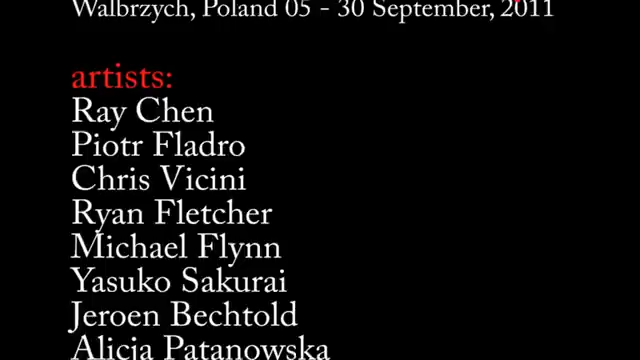 Walbrzych, Poland 05 - 30 September, 2011
artists:
Ray Chen
Piotr Fladro
Chris Vicini
Ryan Fletcher
Michael Flynn
Yasuko Sakurai
Jeroen Bechtold
Alicja Patanowska